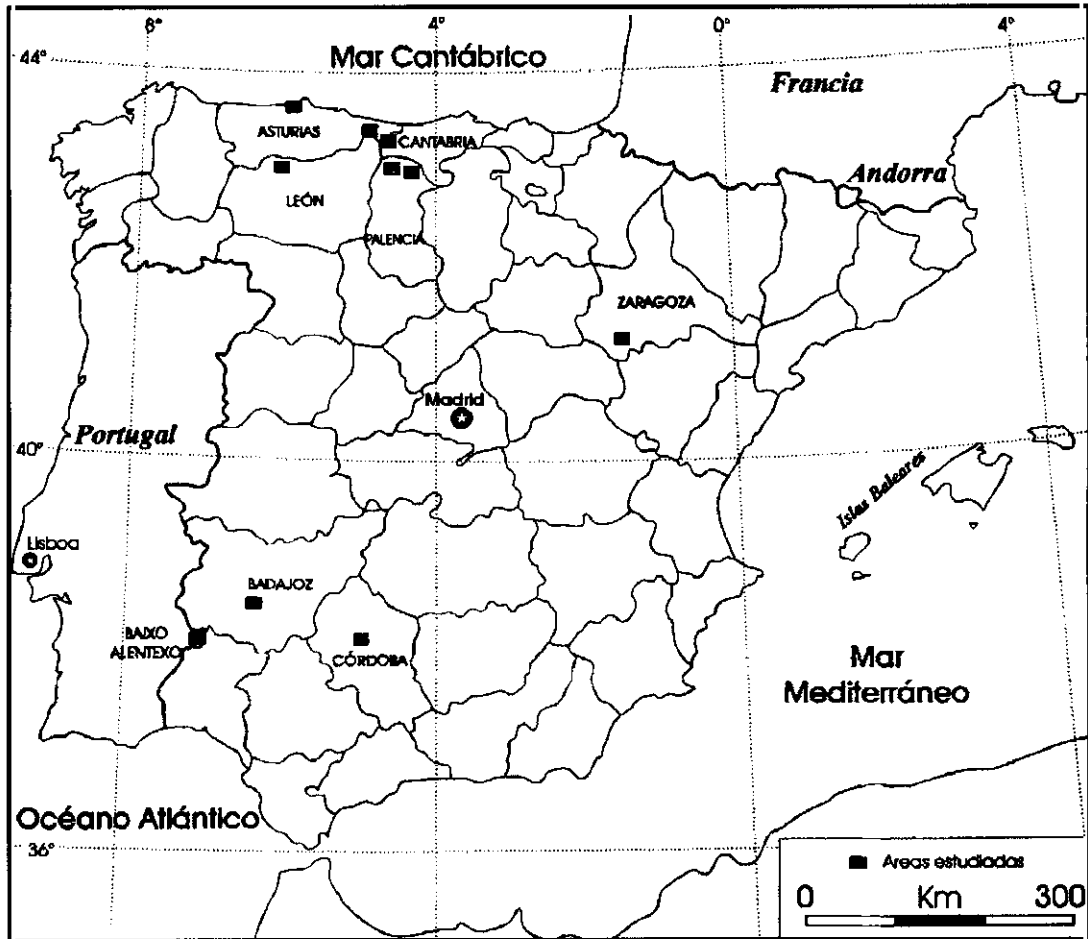 8°
4°
0°
4°
44°
Mar Cantábrico
Francia
ASTURIAS
CANTABRIA
Andorra
LEÓN
PALENCIA
ZARAGOZA
Madrid
Portugal
40°
Islas Baleares
Lisboa
BADAJOZ
BAIXO
ALENTEXO
CÓRDOBA
Mar
Mediterráneo
Océano Atlántico
36°
Areas estudiadas
0 Km 300